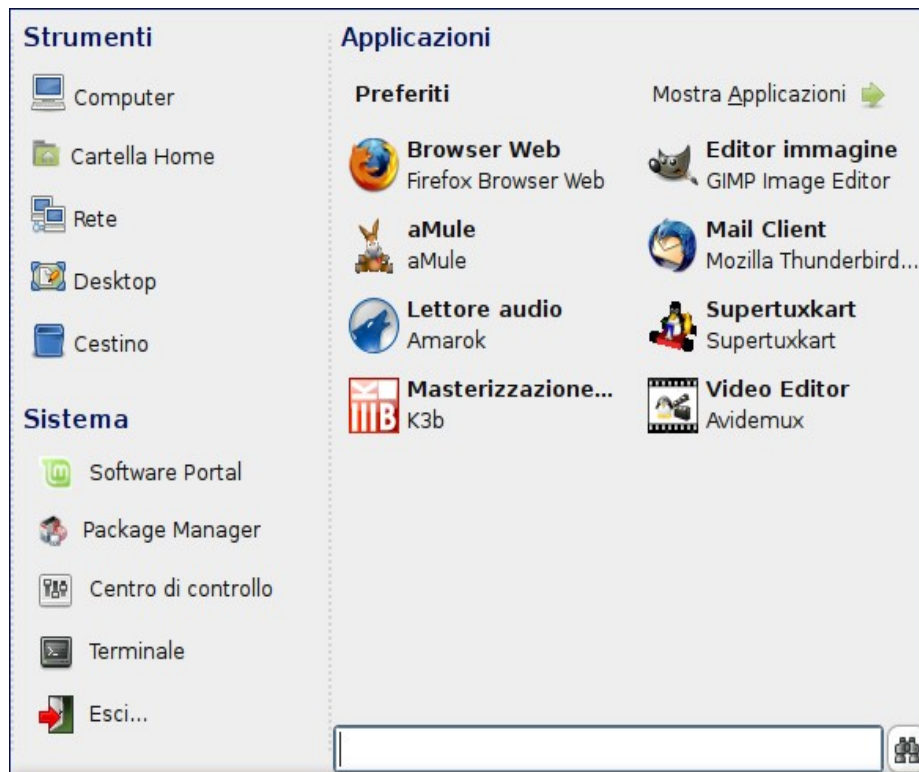 Strumenti
Computer
Cartella Home
Rete
Desktop
Cestino
Sistema
Software Portal
Package Manager
Centro di controllo
Terminale
Esci...
Applicazioni
Preferiti
Mostra Applicazioni
Browser Web
Firefox Browser Web
Editor immagine
GIMP Image Editor
aMule
aMule
Mail Client
Mozilla Thunderbird...
Lettore audio
Amarok
Supertuxkart
Supertuxkart
Masterizzazione...
K3b
Video Editor
Avidemux